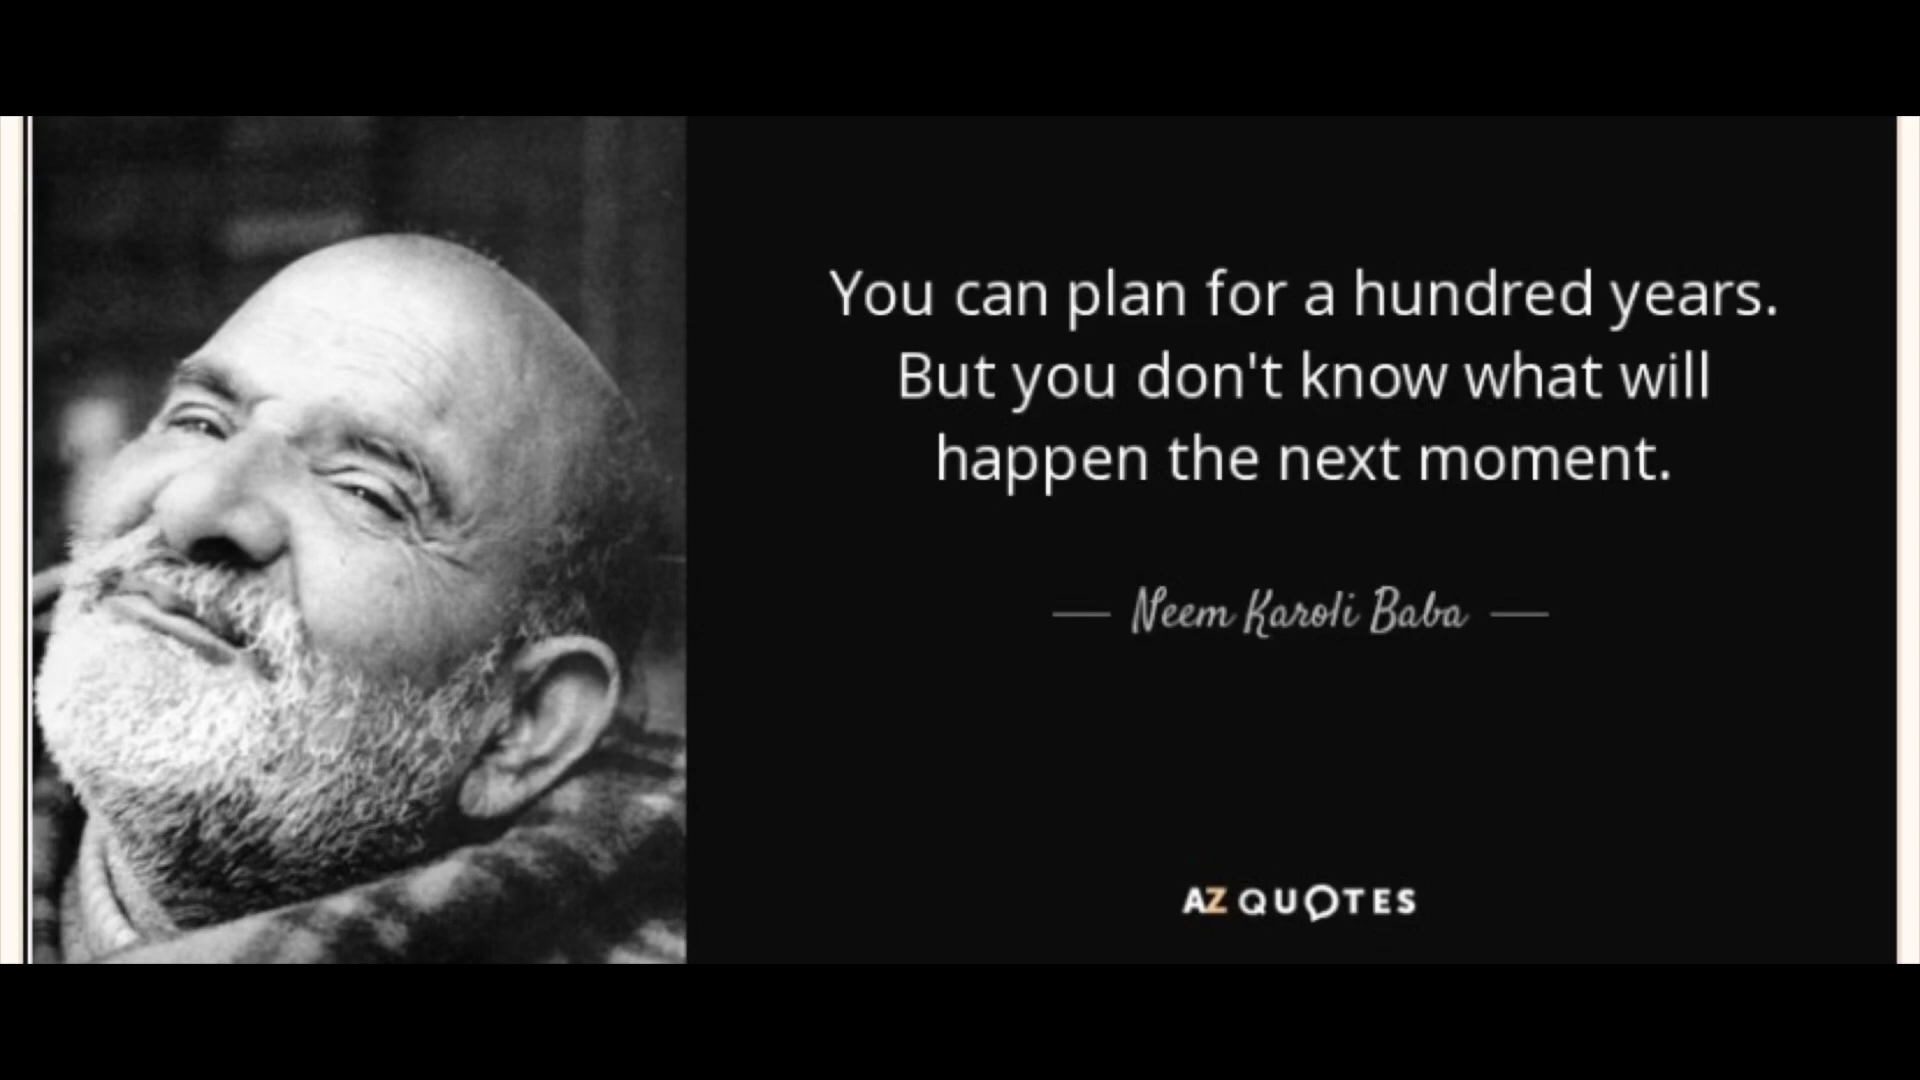 You can plan for a hundred years.
But you don't know what will
happen the next moment.
— Neem Karoli Baba —
AZ QUOTES